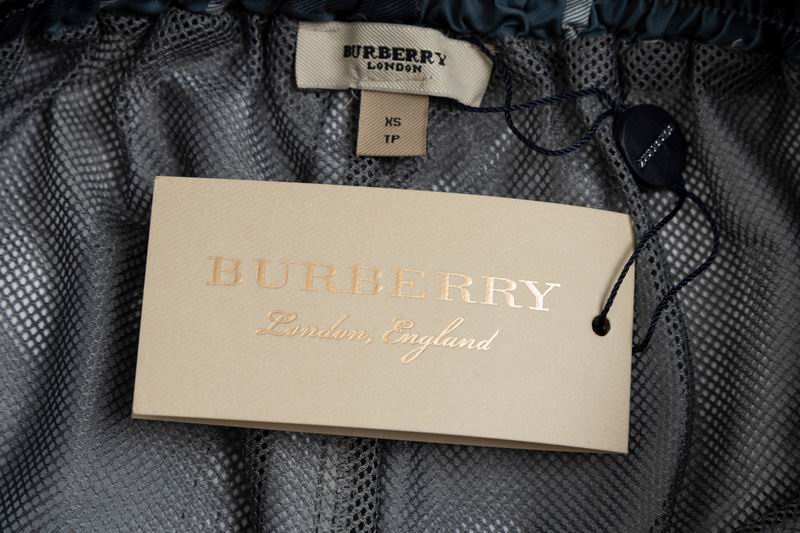 BURBERRY
LONDON
XS
TP
BURBERRY
London, England